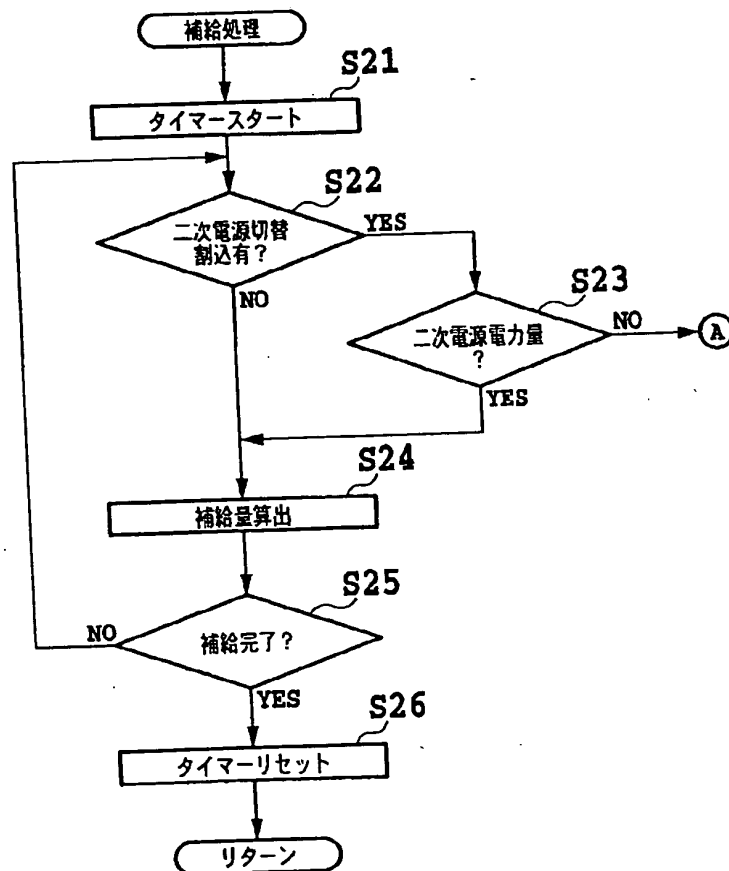 補給処理
S21
タイマースタート
S22
二次電源切替
割込有?
YES
NO
S23
二次電源電力量
?
NO
A
YES
S24
補給量算出
S25
補給完了?
NO
YES
S26
タイマーリセット
リターン